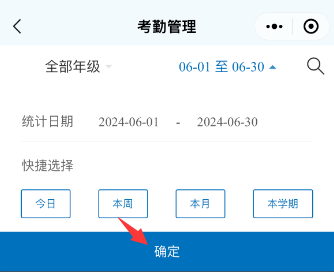 考勤管理
全部年级 06-01 至 06-30
统计日期 2024-06-01 - 2024-06-30
快捷选择
今日 本周 本月 本学期
确定